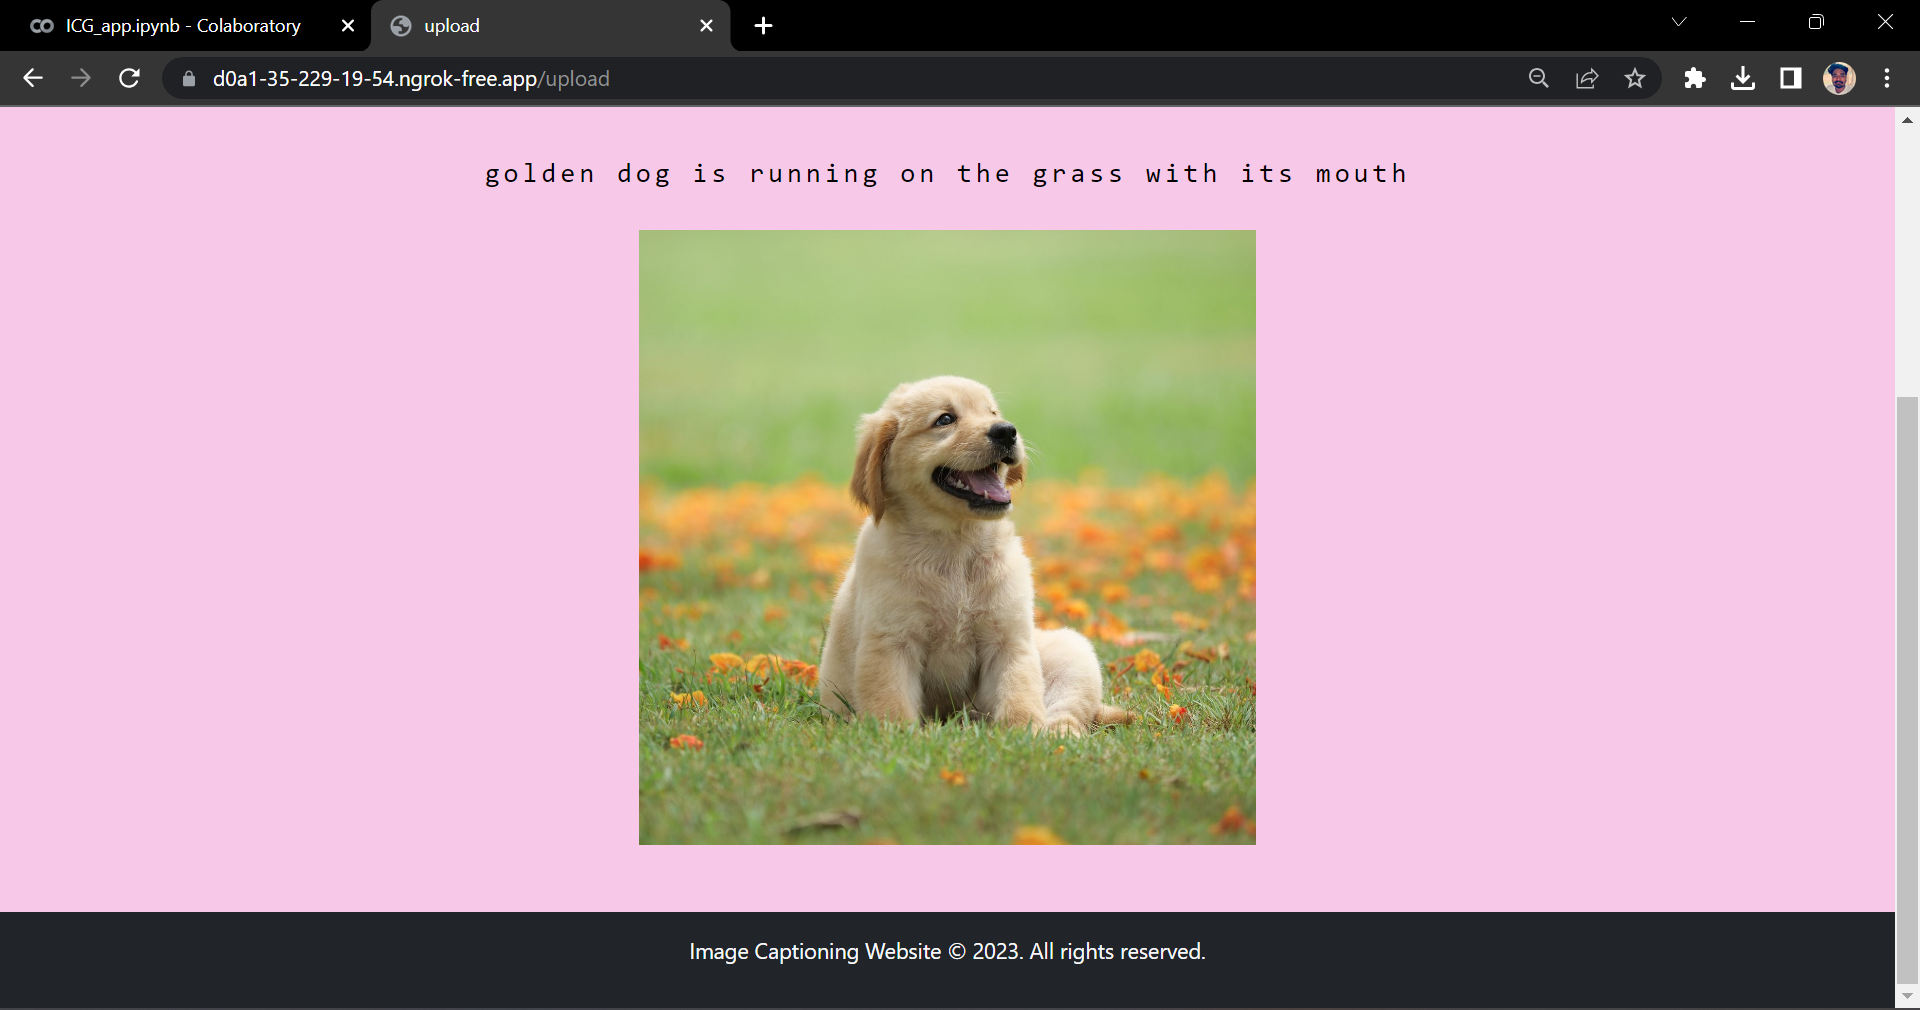 ICG_app.ipynb - Colaboratory
upload
d0a1-35-229-19-54.ngrok-free.app/upload
golden dog is running on the grass with its mouth
Image Captioning Website © 2023. All rights reserved.